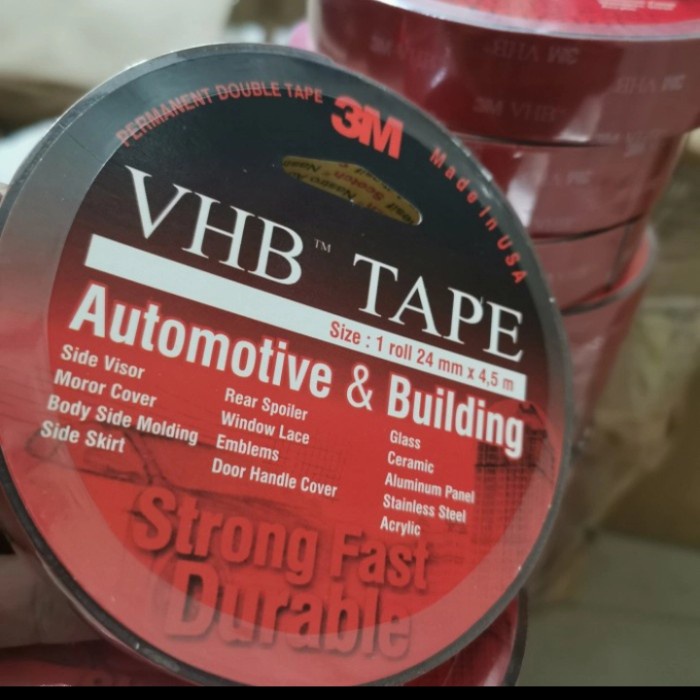 PERMANENT DOUBLE TAPE
3M
Made in USA
VHB™ TAPE
Size : 1 roll 24 mm x 4,5 m
Automotive & Building
Side Visor
Moror Cover
Body Side Molding
Side Skirt
Rear Spoiler
Window Lace
Emblems
Door Handle Cover
Glass
Ceramic
Aluminum Panel
Stainless Steel
Acrylic
Strong Fast
Durable
3M VHB